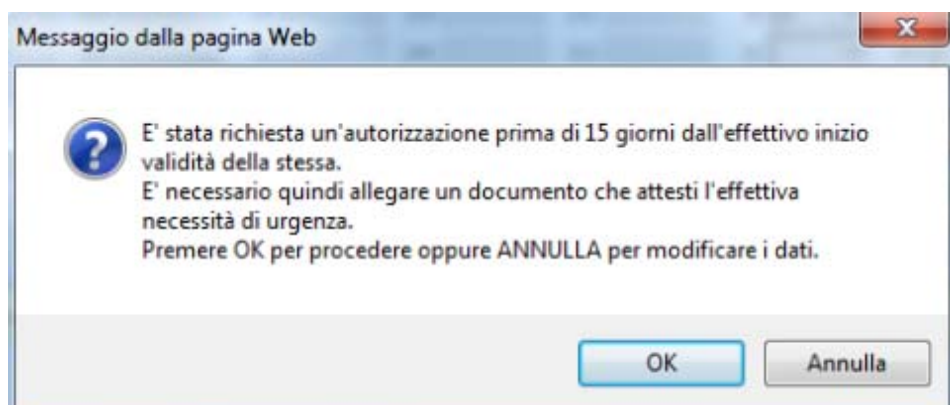 Messaggio dalla pagina Web
E' stata richiesta un'autorizzazione prima di 15 giorni dall'effettivo inizio
validità della stessa.
E' necessario quindi allegare un documento che attesti l'effettiva
necessità di urgenza.
Premere OK per procedere oppure ANNULLA per modificare i dati.
OK Annulla